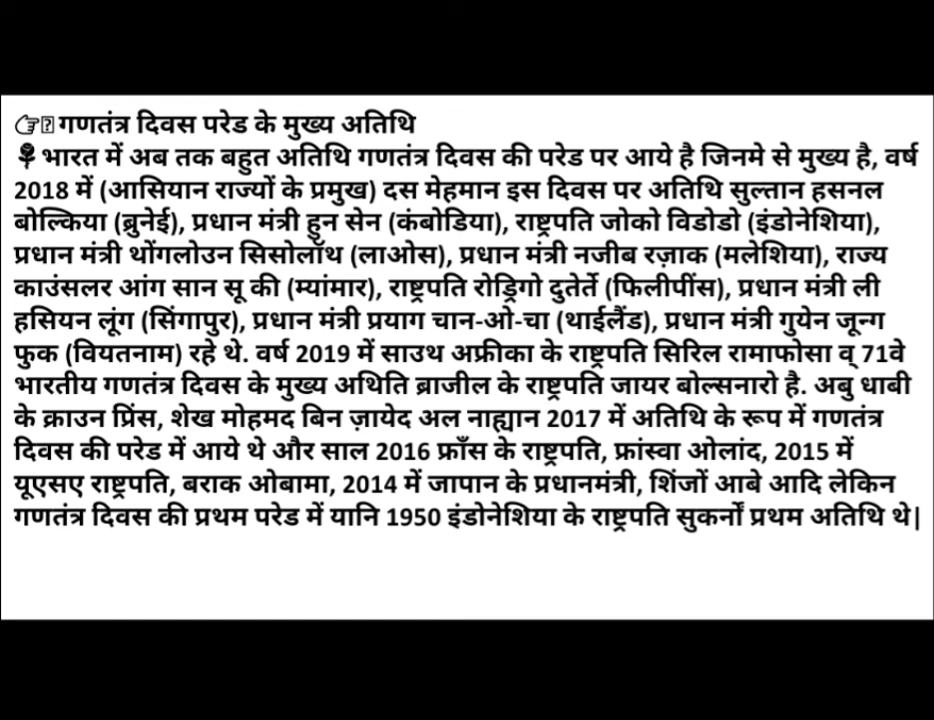 👉 गणतंत्र दिवस परेड के मुख्य अतिथि
🌹भारत में अब तक बहुत अतिथि गणतंत्र दिवस की परेड पर आये है जिनमे से मुख्य है, वर्ष
2018 में (आसियान राज्यों के प्रमुख) दस मेहमान इस दिवस पर अतिथि सुल्तान हसनल
बोल्किया (ब्रुनेई), प्रधान मंत्री हुन सेन (कंबोडिया), राष्ट्रपति जोको विडोडो (इंडोनेशिया),
प्रधान मंत्री थोंगलोउन सिसोलॉथ (लाओस), प्रधान मंत्री नजीब रज़ाक (मलेशिया), राज्य
काउंसलर आंग सान सू की (म्यांमार), राष्ट्रपति रोड्रिगो दुतेर्ते (फिलीपींस), प्रधान मंत्री ली
हसियन लूंग (सिंगापुर), प्रधान मंत्री प्रयाग चान-ओ-चा (थाईलैंड), प्रधान मंत्री गुयेन जून्ग
फुक (वियतनाम) रहे थे. वर्ष 2019 में साउथ अफ्रीका के राष्ट्रपति सिरिल रामाफोसा व् 71वे
भारतीय गणतंत्र दिवस के मुख्य अथिति ब्राजील के राष्ट्रपति जायर बोल्सनारो है. अबु धाबी
के क्राउन प्रिंस, शेख मोहमद बिन ज़ायेद अल नाह्यान 2017 में अतिथि के रूप में गणतंत्र
दिवस की परेड में आये थे और साल 2016 फ्राँस के राष्ट्रपति, फ्रांस्वा ओलांद, 2015 में
यूएसए राष्ट्रपति, बराक ओबामा, 2014 में जापान के प्रधानमंत्री, शिंजों आबे आदि लेकिन
गणतंत्र दिवस की प्रथम परेड में यानि 1950 इंडोनेशिया के राष्ट्रपति सुकर्नों प्रथम अतिथि थे|